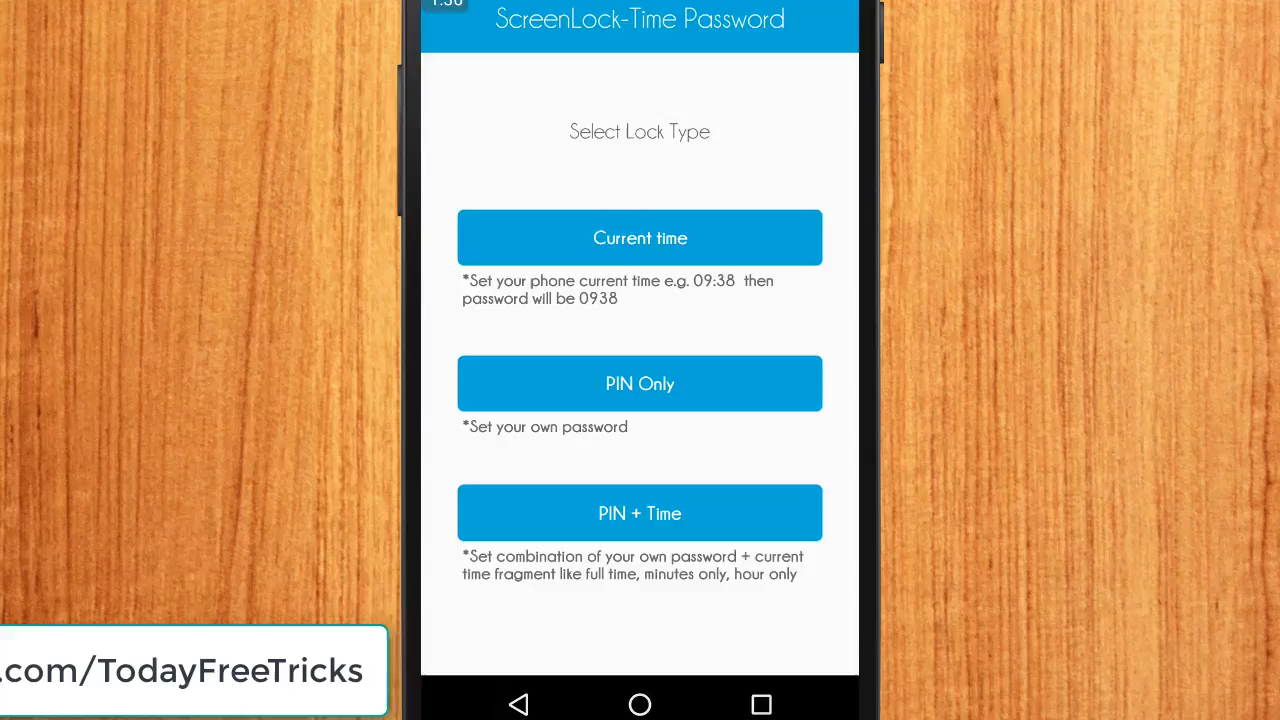 ScreenLock-Time Password
Select Lock Type
Current time
*Set your phone current time e.g. 09:38 then
password will be 0938
PIN Only
*Set your own password
PIN + Time
*Set combination of your own password + current
time fragment like full time, minutes only, hour only
.com/TodayFreeTricks